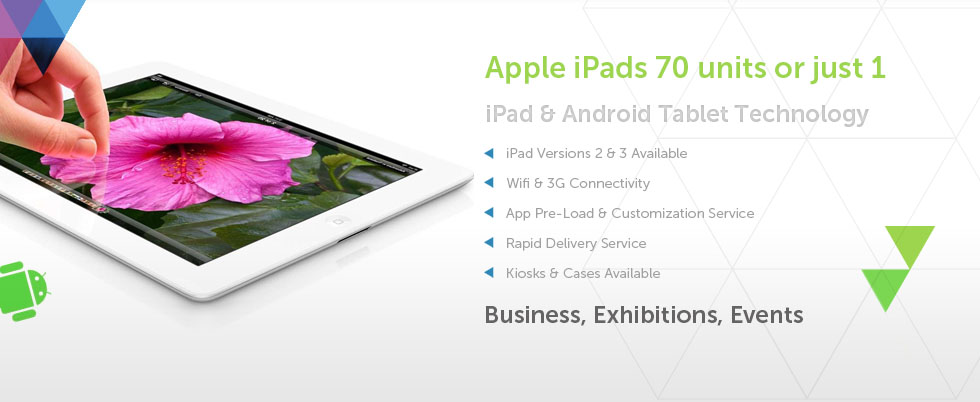 Apple iPads 70 units or just 1
iPad & Android Tablet Technology
iPad Versions 2 & 3 Available
Wifi & 3G Connectivity
App Pre-Load & Customization Service
Rapid Delivery Service
Kiosks & Cases Available
Business, Exhibitions, Events